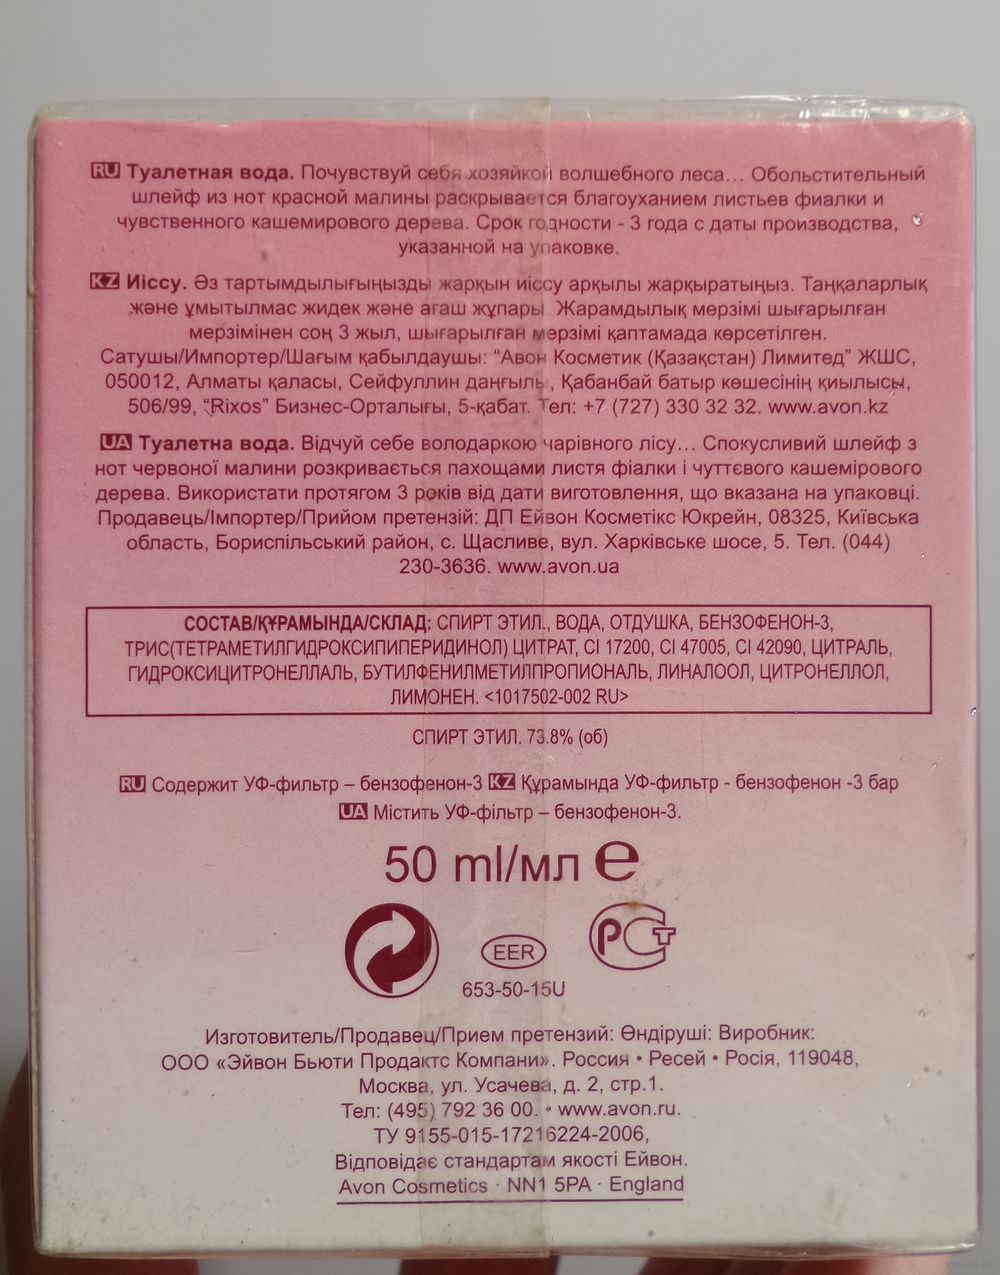 RU Туалетная вода. Почувствуй себя хозяйкой волшебного леса... Обольстительный
шлейф из нот красной малины раскрывается благоуханием листьев фиалки и
чувственного кашемирового дерева. Срок годности - 3 года с даты производства,
указанной на упаковке.
KZ Иіссу. Әз тартымдылығыңызды жарқын иіссу арқылы жарқыратыңыз. Таңқаларлық
және ұмытылмас жидек және ағаш жұпары. Жарамдылық мерзімі шығарылған
мерзімінен соң 3 жыл, шығарылған мерзімі қаптамада көрсетілген.
Сатушы/Импортер/Шағым қабылдаушы: “Авон Косметик (Қазақстан) Лимитед” ЖШС,
050012, Алматы қаласы, Сейфуллин даңғылы, Қабанбай батыр көшесінің қиылысы,
506/99, “Rixos” Бизнес-Орталығы, 5-қабат. Тел: +7 (727) 330 32 32. www.avon.kz
UA Туалетна вода. Відчуй себе володаркою чарівного лісу... Спокусливий шлейф з
нот червоної малини розкривається пахощами листя фіалки і чуттєвого кашемірового
дерева. Використати протягом 3 років від дати виготовлення, що вказана на упаковці.
Продавець/Імпортер/Прийом претензій: ДП Ейвон Косметікс Юкрейн, 08325, Київська
область, Бориспільський район, с. Щасливе, вул. Харківське шосе, 5. Тел. (044)
230-3636. www.avon.ua
СОСТАВ/ҚҰРАМЫНДА/СКЛАД: СПИРТ ЭТИЛ., ВОДА, ОТДУШКА, БЕНЗОФЕНОН-3,
ТРИС(ТЕТРАМЕТИЛГИДРОКСИПИПЕРИДИНОЛ) ЦИТРАТ, CI 17200, CI 47005, CI 42090, ЦИТРАЛЬ,
ГИДРОКСИЦИТРОНЕЛЛАЛЬ, БУТИЛФЕНИЛМЕТИЛПРОПИОНАЛЬ, ЛИНАЛООЛ, ЦИТРОНЕЛЛОЛ,
ЛИМОНЕН. <1017502-002 RU>
СПИРТ ЭТИЛ. 73.8% (об)
RU Содержит УФ-фильтр – бензофенон-3 KZ Құрамында УФ-фильтр - бензофенон -3 бар
UA Містить УФ-фільтр – бензофенон-3.
50 ml/мл e
EER
РСТ
653-50-15U
Изготовитель/Продавец/Прием претензий: Өндіруші: Виробник:
ООО «Эйвон Бьюти Продактс Компани». Россия • Ресей • Росія, 119048,
Москва, ул. Усачева, д. 2, стр.1.
Тел: (495) 792 36 00. • www.avon.ru.
ТУ 9155-015-17216224-2006,
Відповідає стандартам якості Ейвон.
Avon Cosmetics · NN1 5PA · England